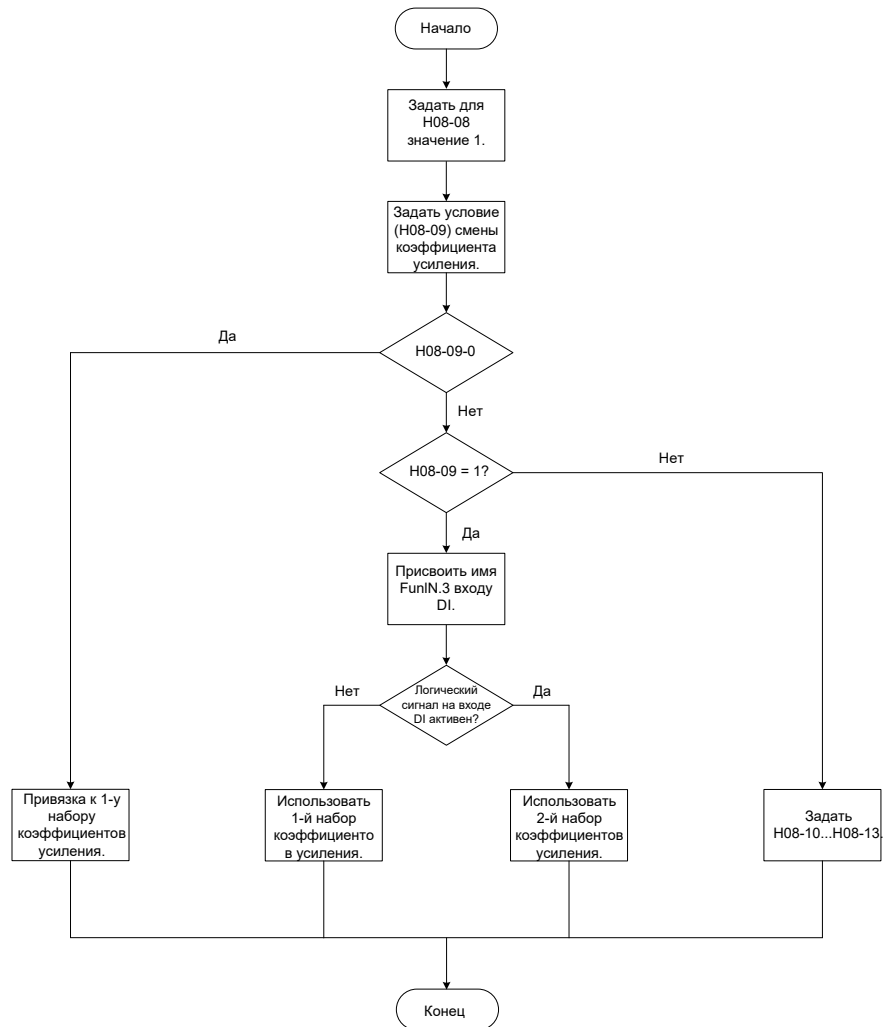 Начало
Задать для
H08-08
значение 1.
Задать условие
(H08-09) смены
коэффициента
усиления.
Да
H08-09-0
Нет
H08-09 = 1?
Нет
Да
Присвоить имя
FunIN.3 входу
DI.
Нет
Логический
сигнал на входе
DI активен?
Да
Привязка к 1-у
набору
коэффициентов
усиления.
Использовать
1-й набор
коэффициенто
в усиления.
Использовать
2-й набор
коэффициентов
усиления.
Задать
H08-10...H08-13.
Конец